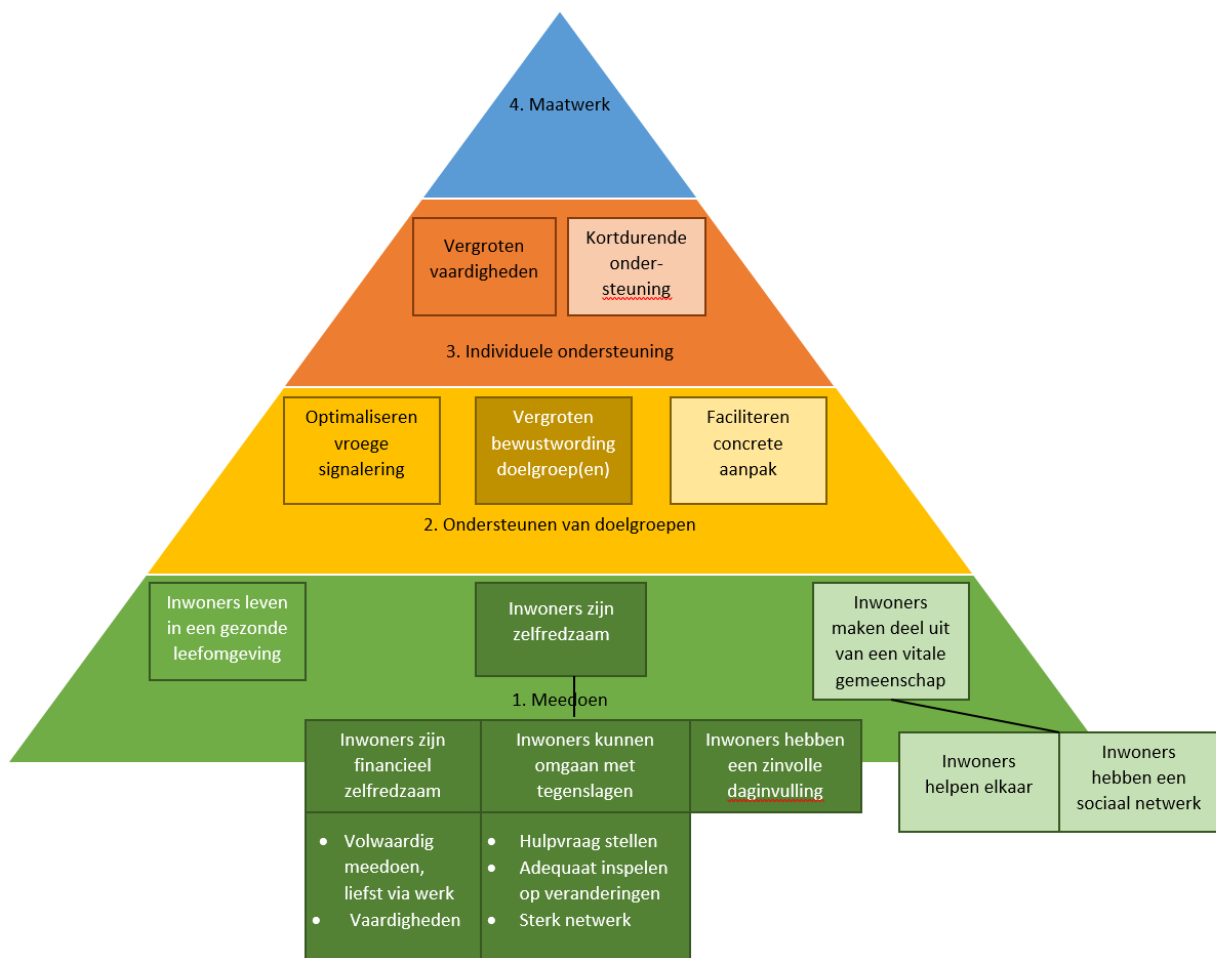 4. Maatwerk
Vergroten
vaardigheden
Kortdurende
onder-
steuning
3. Individuele ondersteuning
Optimaliseren
vroege
signalering
Vergroten
bewustwording
doelgroep(en)
Faciliteren
concrete
aanpak
2. Ondersteunen van doelgroepen
Inwoners leven
in een gezonde
leefomgeving
Inwoners zijn
zelfredzaam
Inwoners
maken deel uit
van een vitale
gemeenschap
1. Meedoen
Inwoners zijn
financieel
zelfredzaam
Inwoners kunnen
omgaan met
tegenslagen
Inwoners hebben
een zinvolle
daginvulling
Inwoners
helpen elkaar
Inwoners
hebben een
sociaal netwerk
• Volwaardig
meedoen,
liefst via werk
• Vaardigheden
• Hulpvraag stellen
• Adequaat inspelen
op veranderingen
• Sterk netwerk